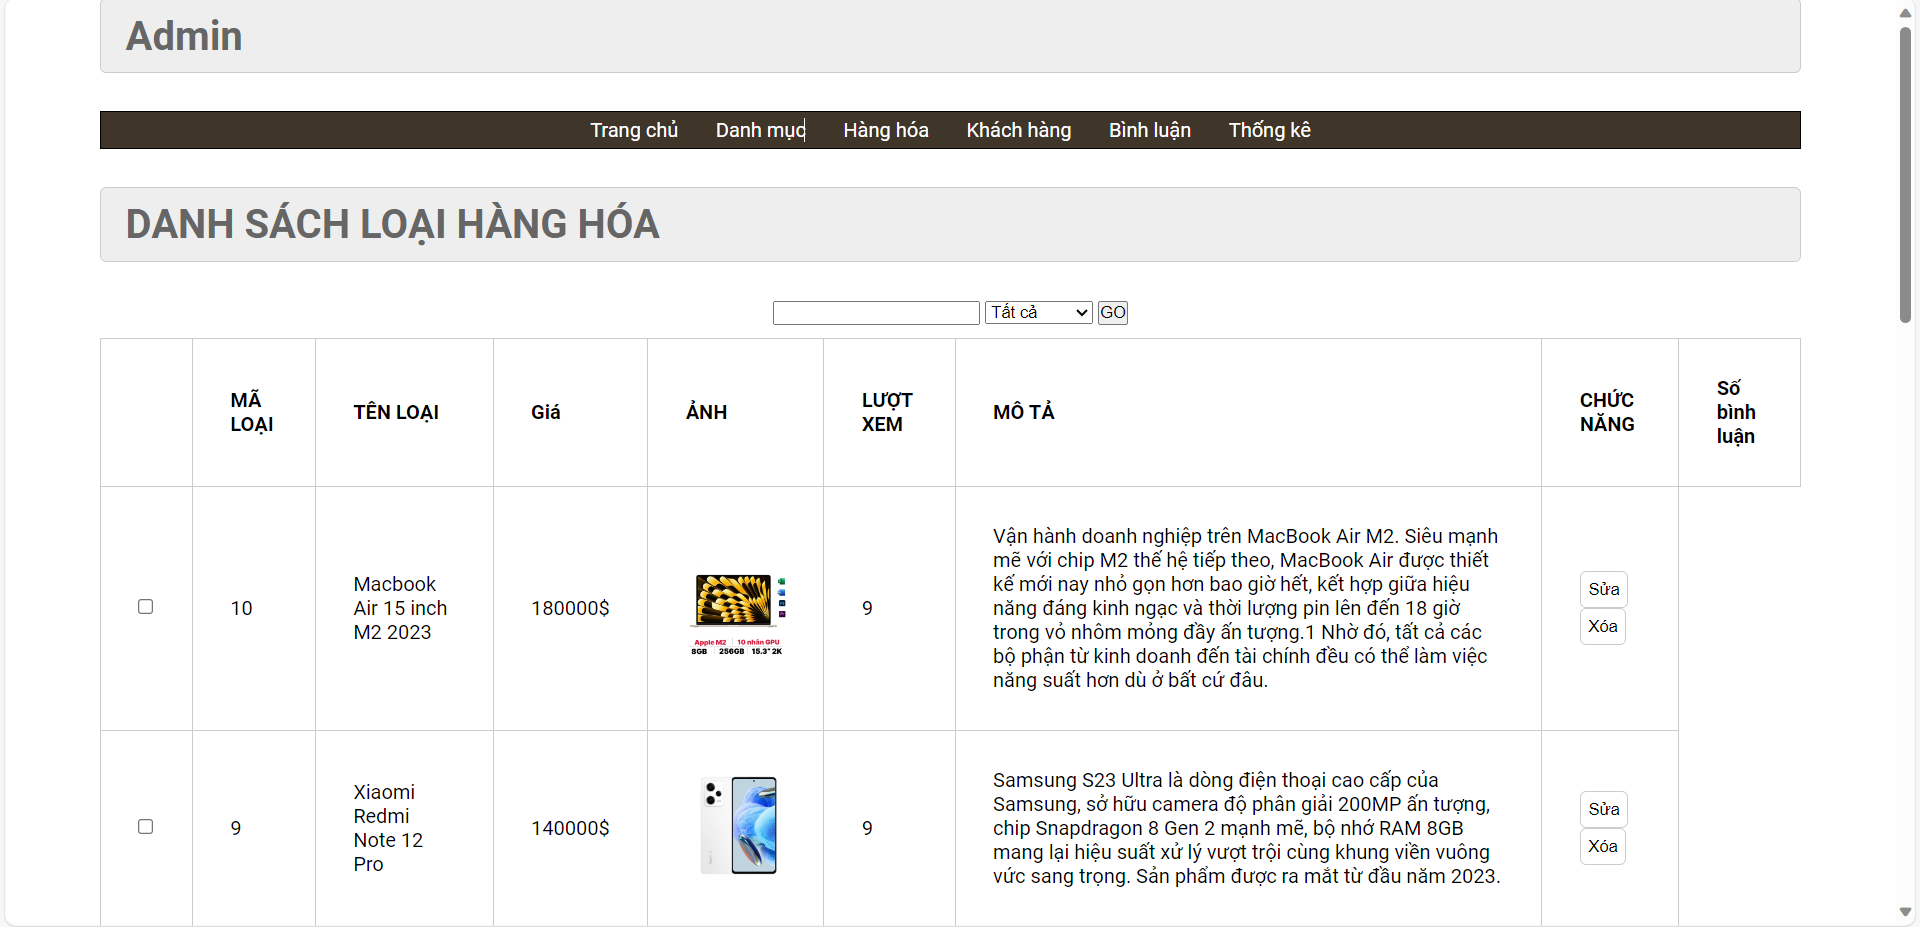 Admin
Trang chủ Danh mục Hàng hóa Khách hàng Bình luận Thống kê
DANH SÁCH LOẠI HÀNG HÓA
Tất cả GO
MÃ LOẠI
TÊN LOẠI
Giá
ẢNH
LƯỢT XEM
MÔ TẢ
CHỨC NĂNG
Số bình luận
10
Macbook
Air 15 inch
M2 2023
180000$
Apple M2 10 nhân GPU
8GB 256GB 15.3" 2K
9
Vận hành doanh nghiệp trên MacBook Air M2. Siêu mạnh
mẽ với chip M2 thế hệ tiếp theo, MacBook Air được thiết
kế mới nay nhỏ gọn hơn bao giờ hết, kết hợp giữa hiệu
năng đáng kinh ngạc và thời lượng pin lên đến 18 giờ
trong vỏ nhôm mỏng đầy ấn tượng.1 Nhờ đó, tất cả các
bộ phận từ kinh doanh đến tài chính đều có thể làm việc
năng suất hơn dù ở bất cứ đâu.
Sửa
Xóa
9
Xiaomi
Redmi
Note 12
Pro
140000$
9
Samsung S23 Ultra là dòng điện thoại cao cấp của
Samsung, sở hữu camera độ phân giải 200MP ấn tượng,
chip Snapdragon 8 Gen 2 mạnh mẽ, bộ nhớ RAM 8GB
mang lại hiệu suất xử lý vượt trội cùng khung viền vuông
vức sang trọng. Sản phẩm được ra mắt từ đầu năm 2023.
Sửa
Xóa